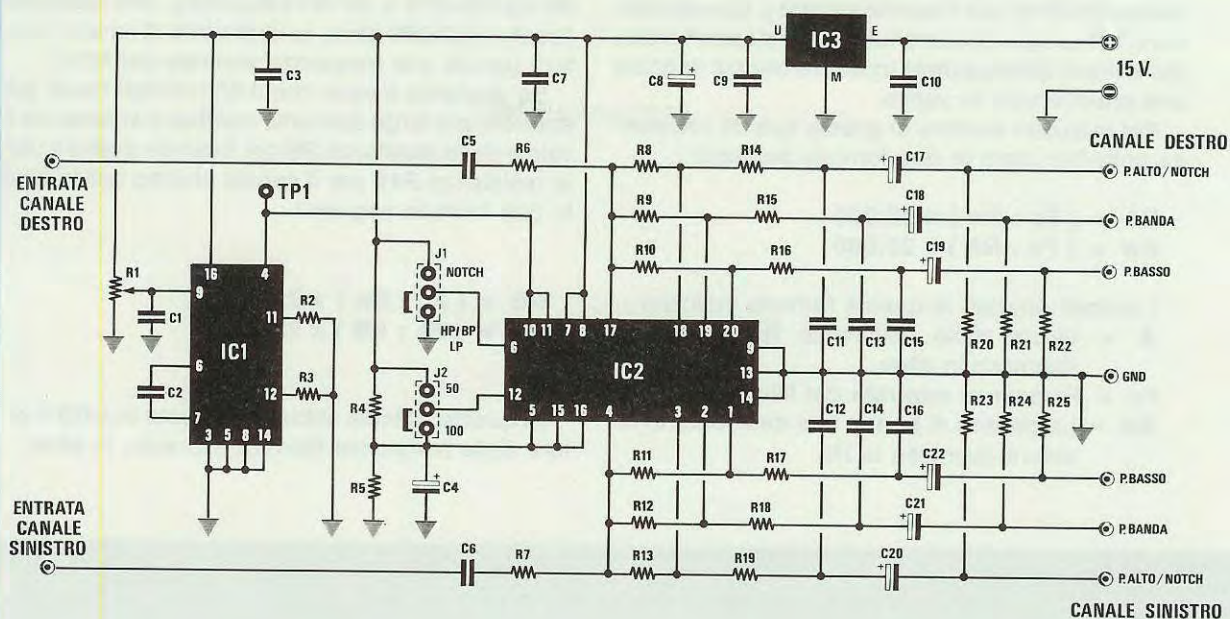 U
IC3
E
M
C3
C7
C8
+
C9
C10
+
15 V.
−
CANALE DESTRO
ENTRATA
CANALE
DESTRO
C5
R6
R8
R14
C17
+
P.ALTO/NOTCH
TP1
R9
R15
C18
+
P.BANDA
R10
R16
C19
+
P.BASSO
J1
NOTCH
HP/BP
LP
R1
C1
C2
16
4
9
11
6
12
7
3
5
8
14
IC1
R2
R3
10
11
7
8
17
18
19
20
6
12
9
13
14
5
15
16
4
3
2
1
IC2
J2
50
100
R4
R5
C4
+
C11
C13
C15
R20
R21
R22
GND
C12
C14
C16
R23
R24
R25
R11
R17
C22
+
P.BASSO
R12
R18
C21
+
P.BANDA
ENTRATA
CANALE
SINISTRO
C6
R7
R13
R19
C20
+
P.ALTO/NOTCH
CANALE SINISTRO